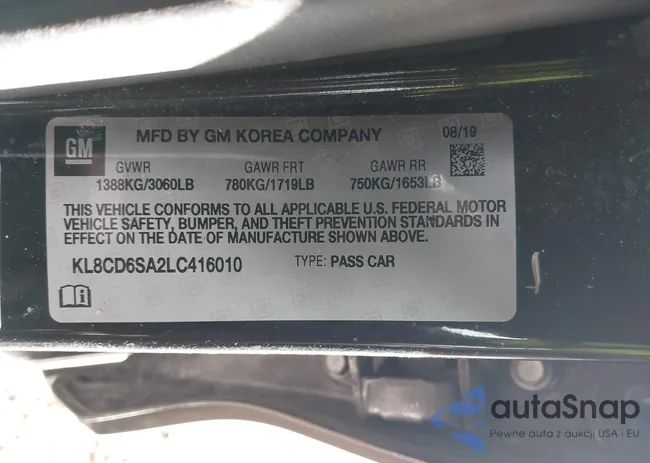 GM
MFD BY GM KOREA COMPANY
08/19
GVWR GAWR FRT GAWR RR
1388KG/3060LB 780KG/1719LB 750KG/1653LB
THIS VEHICLE CONFORMS TO ALL APPLICABLE U.S. FEDERAL MOTOR
VEHICLE SAFETY, BUMPER, AND THEFT PREVENTION STANDARDS IN
EFFECT ON THE DATE OF MANUFACTURE SHOWN ABOVE.
KL8CD6SA2LC416010 TYPE: PASS CAR
autaSnap
Pewne auta z aukcji USA i EU